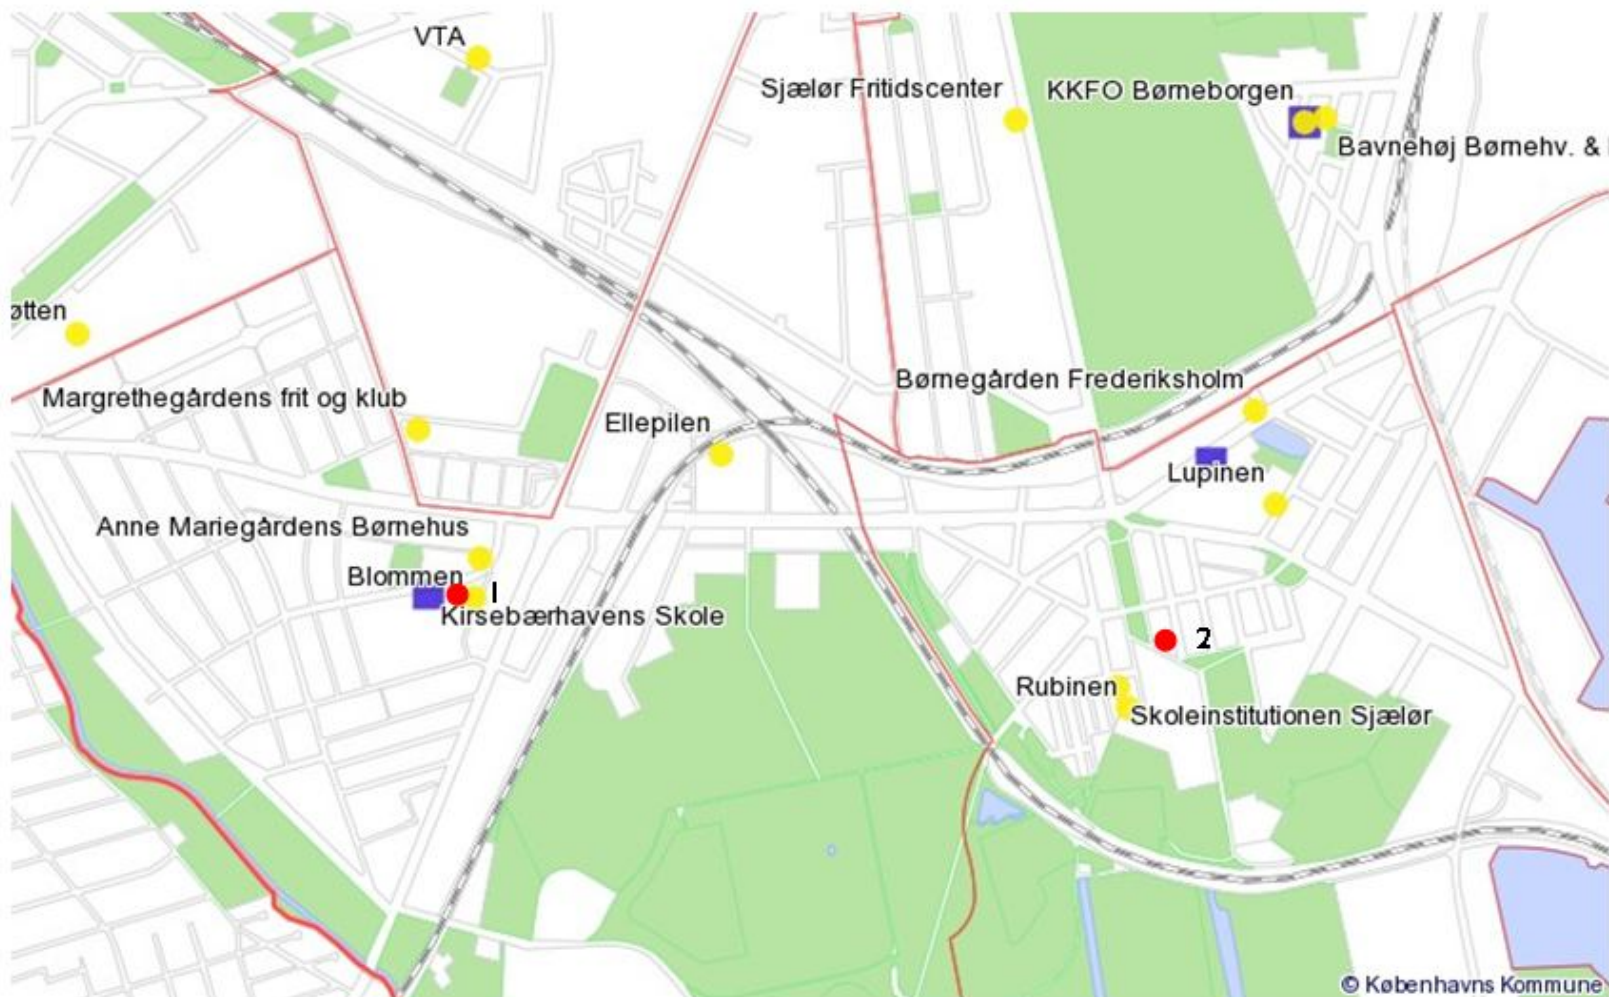 VTA
Sjælør Fritidscenter
KKFO Børneborgen
Bavnehøj Børnehv. &
øtten
Børnegården Frederiksholm
Margrethegårdens frit og klub
Ellepilen
Lupinen
Anne Mariegårdens Børnehus
Blommen
1
Kirsebærhavens Skole
2
Rubinen
Skoleinstitutionen Sjælør
© Københavns Kommune